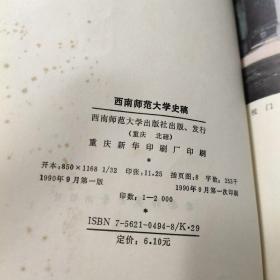 西南师范大学史稿
西南师范大学出版社出版、发行
(重庆 北碚)
重庆新华印刷厂印刷
*
开本:850×1168 1/32 印张:11.25 插页图:8 字数:253千
1990年9月第一版 1990年9月第一次印刷
印数:1—2 000
*
ISBN 7-5621-0494-8/K·29
定价:6.10元
校门